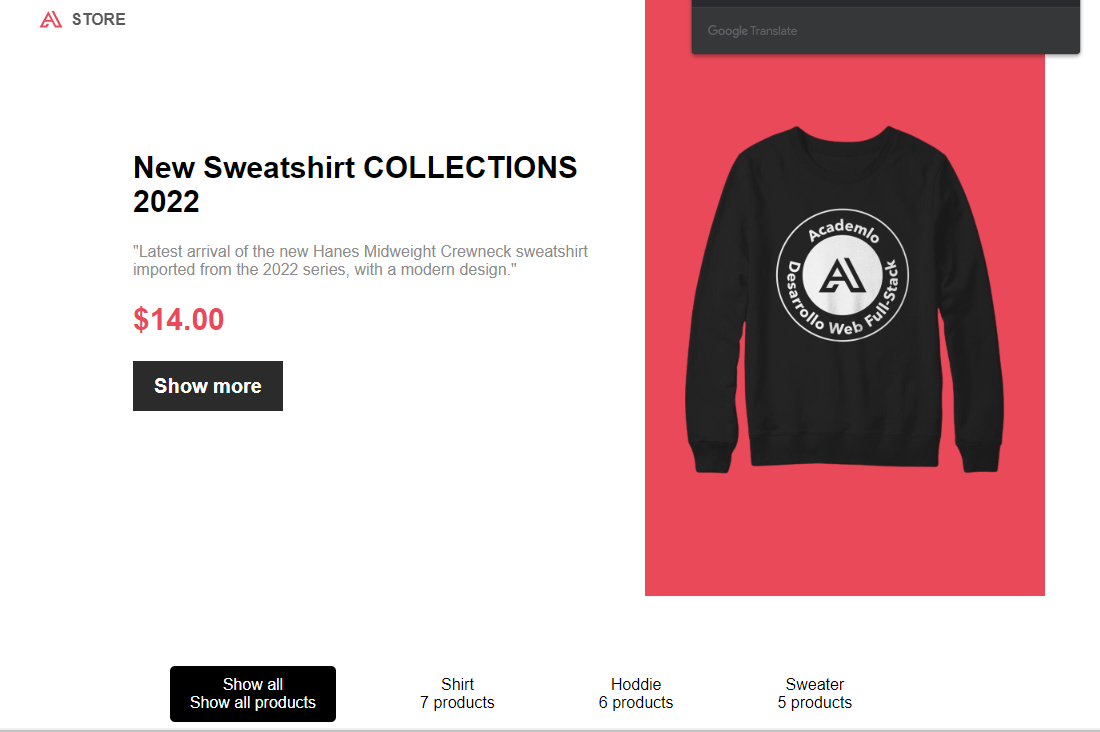 STORE
Google Translate
New Sweatshirt COLLECTIONS
2022
"Latest arrival of the new Hanes Midweight Crewneck sweatshirt
imported from the 2022 series, with a modern design."
$14.00
Show more
Academlo
Desarrollo Web Full-Stack
Show all
Show all products
Shirt
7 products
Hoddie
6 products
Sweater
5 products